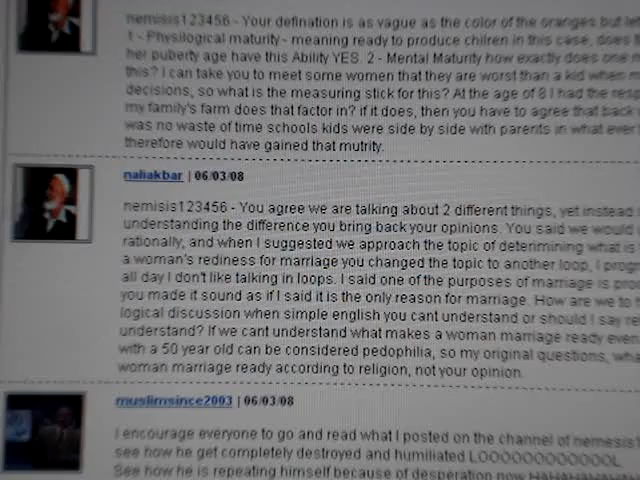 nemisis123456 - Your defination is as vague as the color of the oranges but
1 - Physilogical maturity - meaning ready to produce chilren in this case, does
her puberty age have this Ability YES. 2 - Mental Maturity how exactly does one
this? I can take you to meet some women that they are worst than a kid when
decisions, so what is the measuring stick for this? At the age of 8 I had the
my family's farm does that factor in? if it does, then you have to agree that back
was no waste of time schools kids were side by side with parents in what ever
therefore would have gained that mutrity.
naliakbar | 06/03/08
nemisis123456 - You agree we are talking about 2 different things, yet instead
understanding the difference you bring back your opinions. You said we would
rationally, and when I suggested we approach the topic of determining what is
a woman's rediness for marriage you changed the topic to another loop, I
all day I don't like talking in loops. I said one of the purposes of marriage is
you made it sound as if I said it is the only reason for marriage. How are we to
logical discussion when simple english you cant understand or should I say
understand? If we cant understand what makes a woman marriage ready even
with a 50 year old can be considered pedophilia, so my original questions,
woman marriage ready according to religion, not your opinion.
muslimsince2003 | 06/03/08
I encourage everyone to go and read what I posted on the channel of
see how he get completely destroyed and humiliated LOOOOOOOOOOOOL
See how he is repeating himself because of desperation now